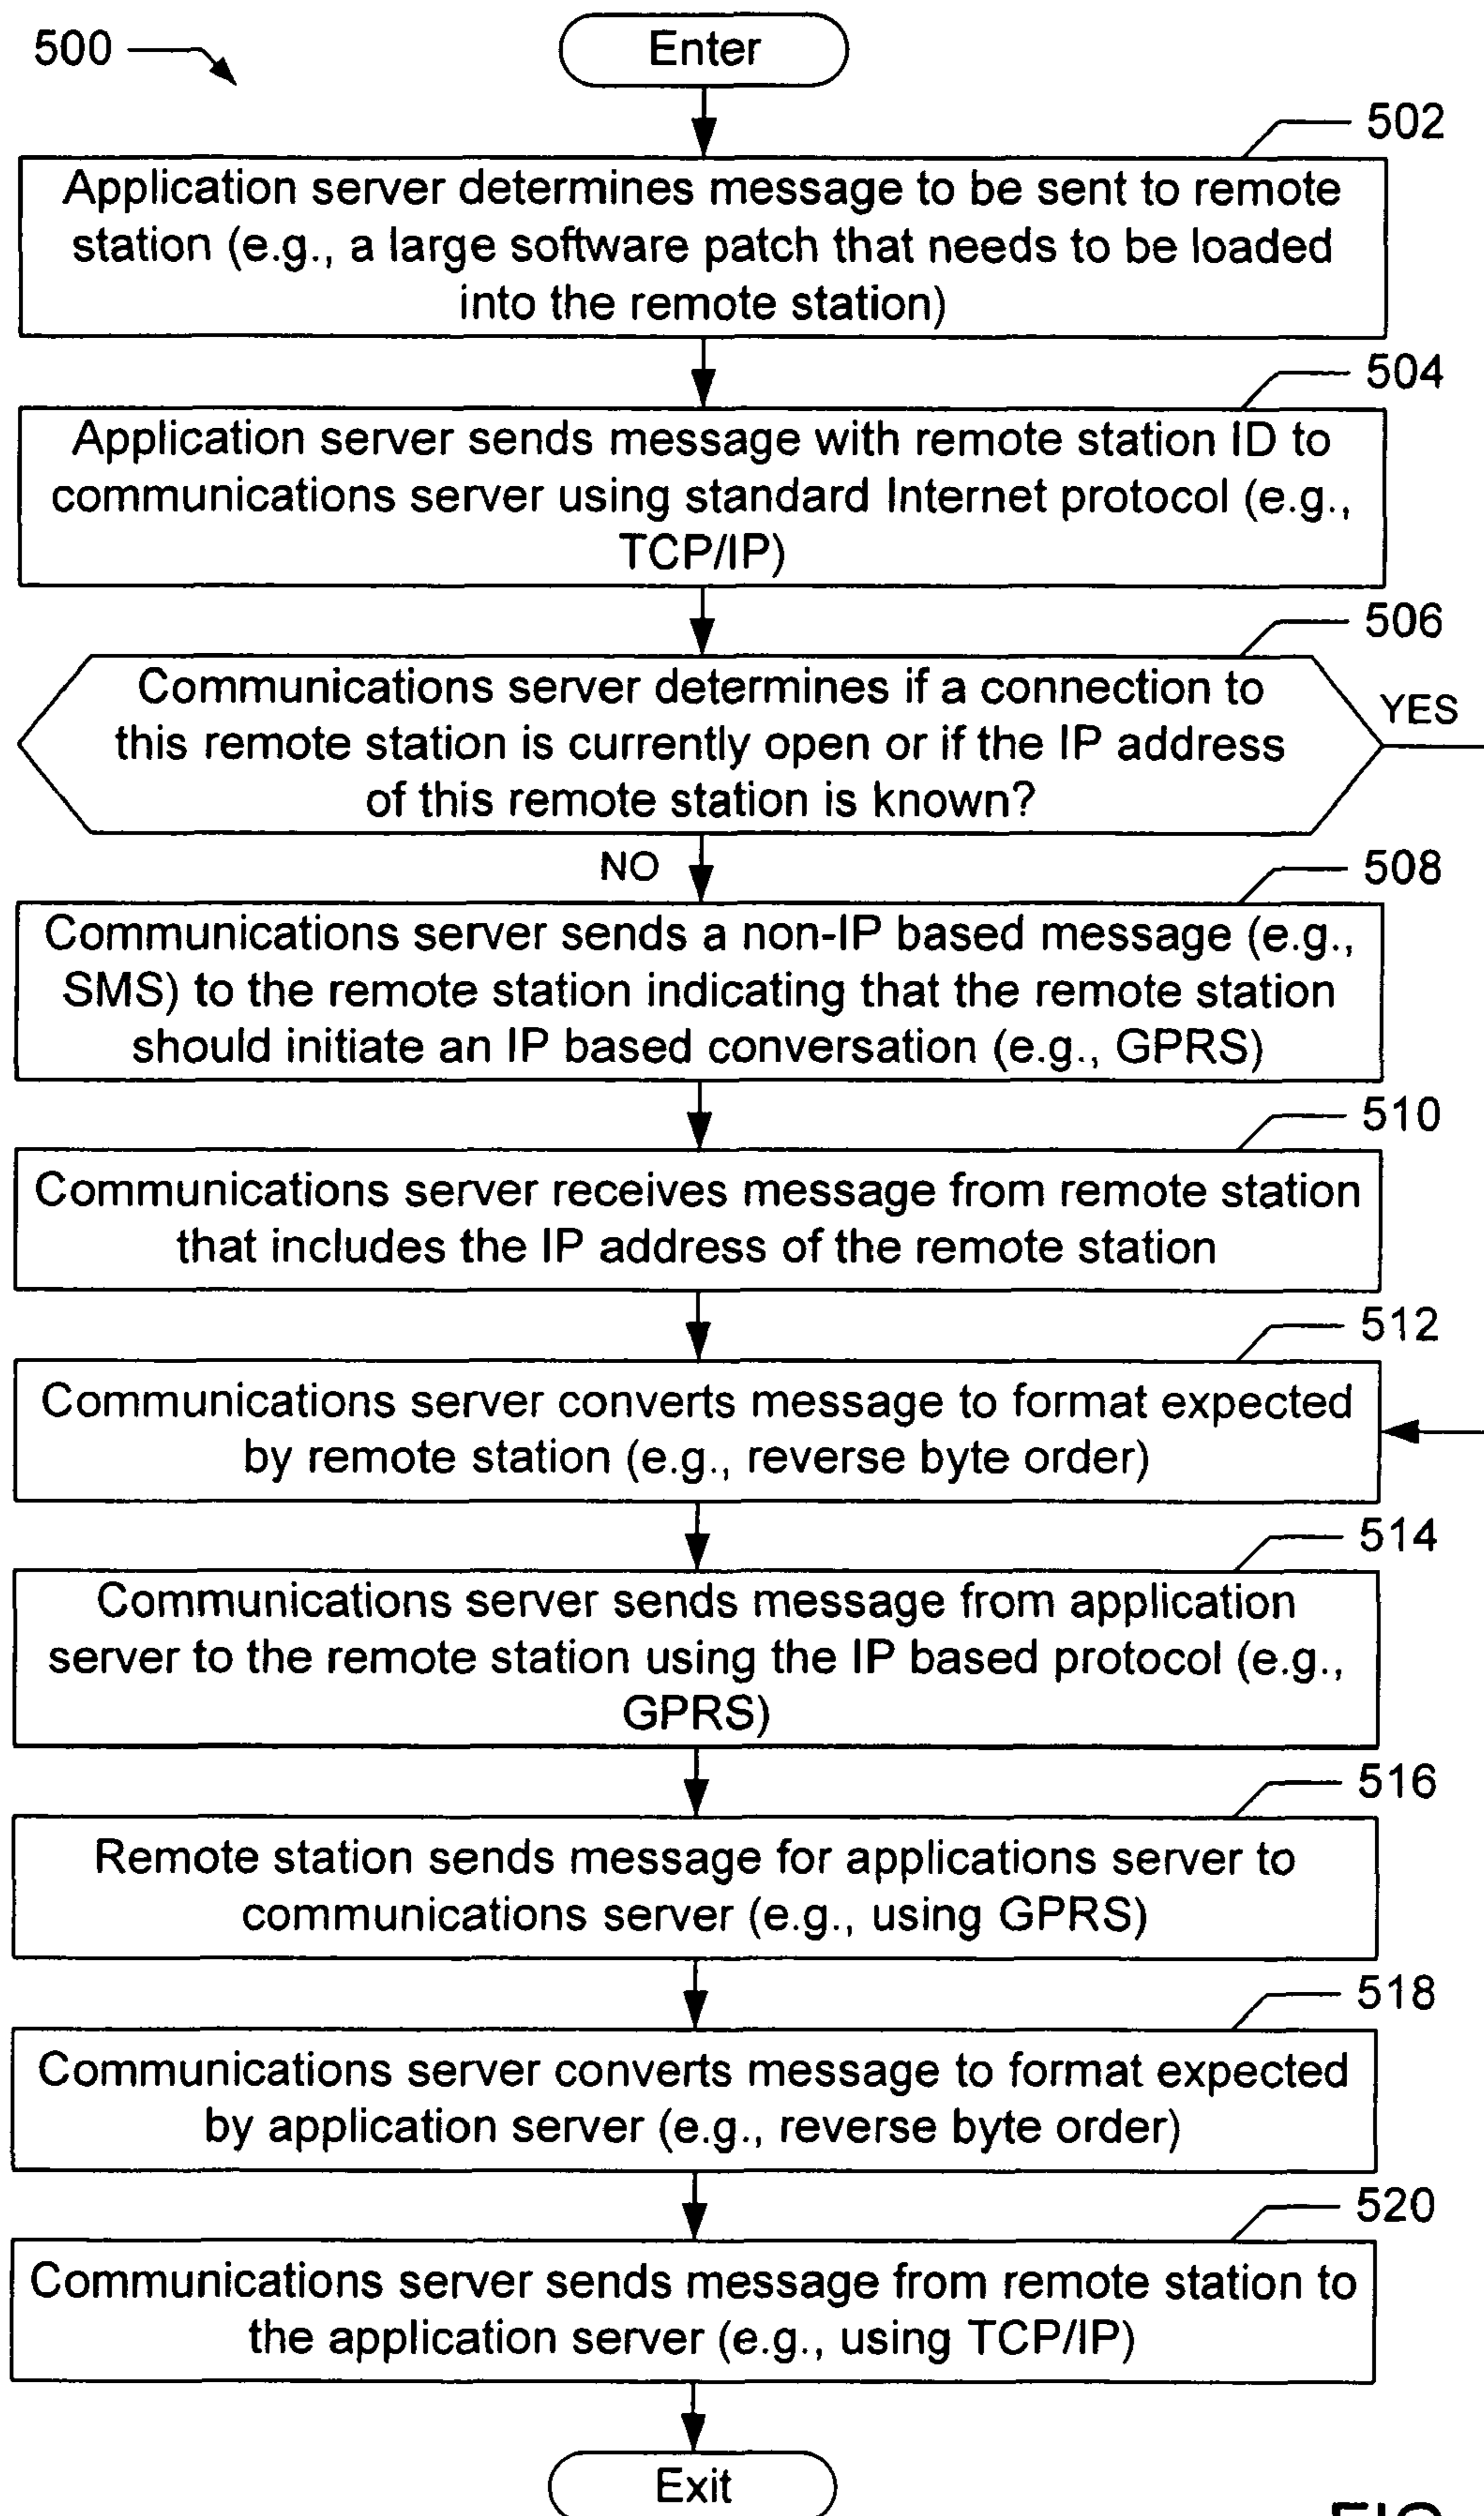 500
Enter
502
Application server determines message to be sent to remote
station (e.g., a large software patch that needs to be loaded
into the remote station)
504
Application server sends message with remote station ID to
communications server using standard Internet protocol (e.g.,
TCP/IP)
506
Communications server determines if a connection to
this remote station is currently open or if the IP address
of this remote station is known?
YES
NO
508
Communications server sends a non-IP based message (e.g.,
SMS) to the remote station indicating that the remote station
should initiate an IP based conversation (e.g., GPRS)
510
Communications server receives message from remote station
that includes the IP address of the remote station
512
Communications server converts message to format expected
by remote station (e.g., reverse byte order)
514
Communications server sends message from application
server to the remote station using the IP based protocol (e.g.,
GPRS)
516
Remote station sends message for applications server to
communications server (e.g., using GPRS)
518
Communications server converts message to format expected
by application server (e.g., reverse byte order)
520
Communications server sends message from remote station to
the application server (e.g., using TCP/IP)
Exit